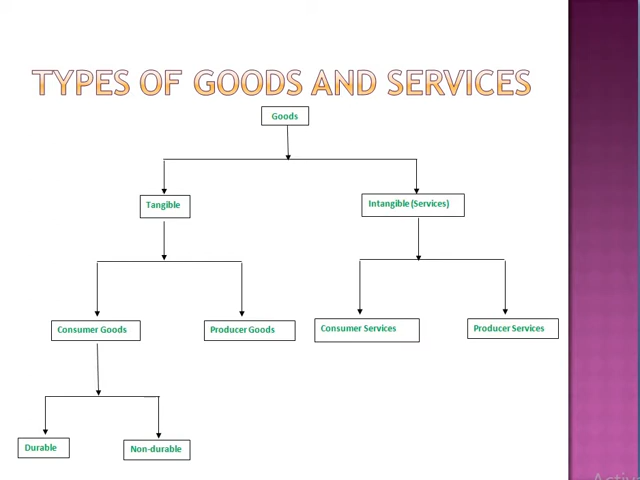 TYPES OF GOODS AND SERVICES
Goods
Tangible
Intangible (Services)
Consumer Goods
Producer Goods
Consumer Services
Producer Services
Durable
Non-durable